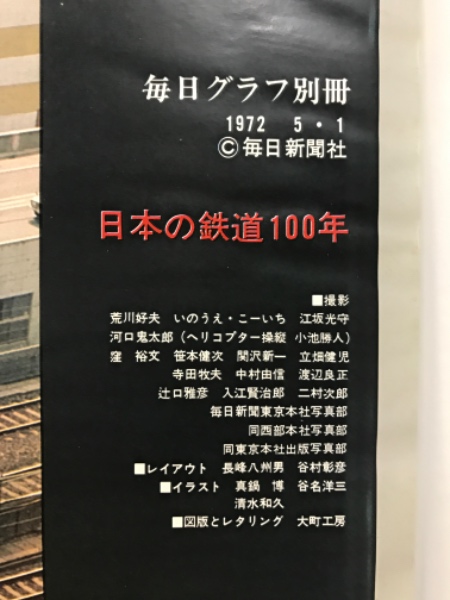 毎日グラフ別冊
1972 5・1
©毎日新聞社
日本の鉄道100年
■撮影
荒川好夫 いのうえ・こーいち 江坂光守
河口鬼太郎(ヘリコプター操縦 小池勝人)
窪 裕文 笹本健次 関沢新一 立畑健児
寺田牧夫 中村由信 渡辺良正
辻口雅彦 入江賢治郎 二村次郎
毎日新聞東京本社写真部
同西部本社写真部
同東京本社出版写真部
■レイアウト 長峰八州男 谷村彰彦
■イラスト 真鍋 博 谷名洋三
清水和久
■図版とレタリング 大町工房